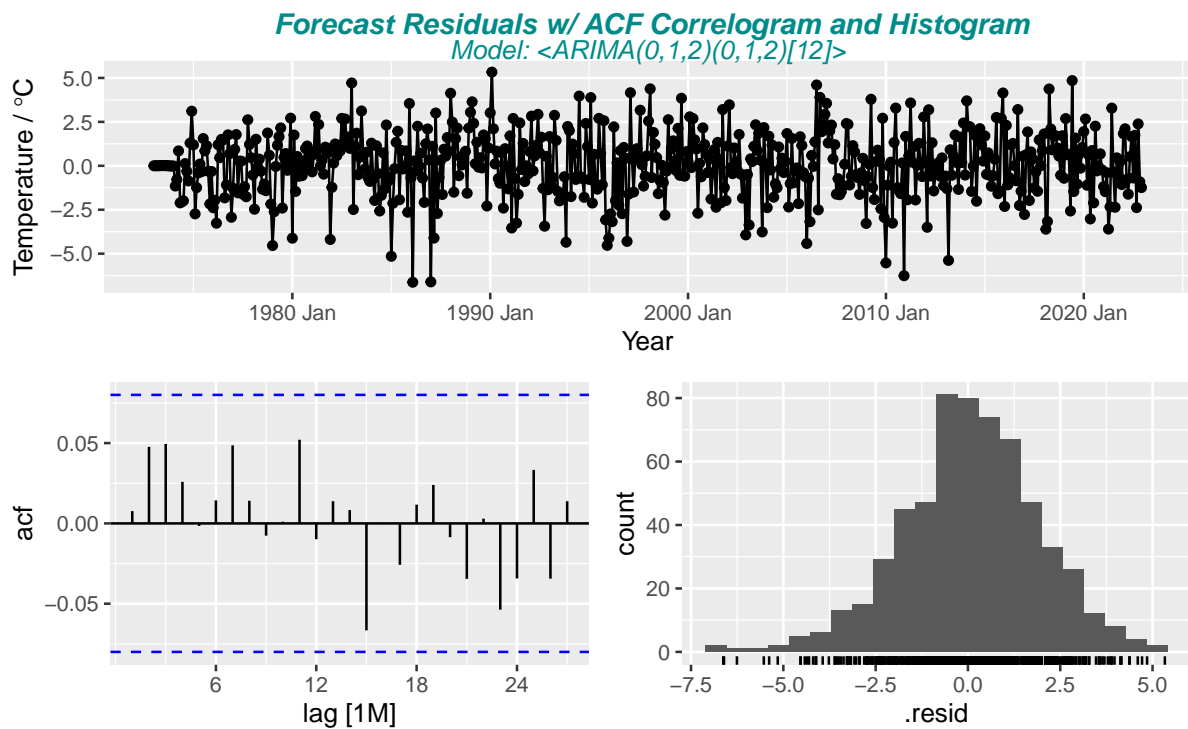 Forecast Residuals w/ ACF Correlogram and Histogram
Model: <ARIMA(0,1,2)(0,1,2)[12]>
Temperature / °C
5.0
2.5
0.0
−2.5
−5.0
1980 Jan
1990 Jan
2000 Jan
2010 Jan
2020 Jan
Year
acf
0.05
0.00
−0.05
6
12
18
24
lag [1M]
count
80
60
40
20
0
−7.5
−5.0
−2.5
0.0
2.5
5.0
.resid